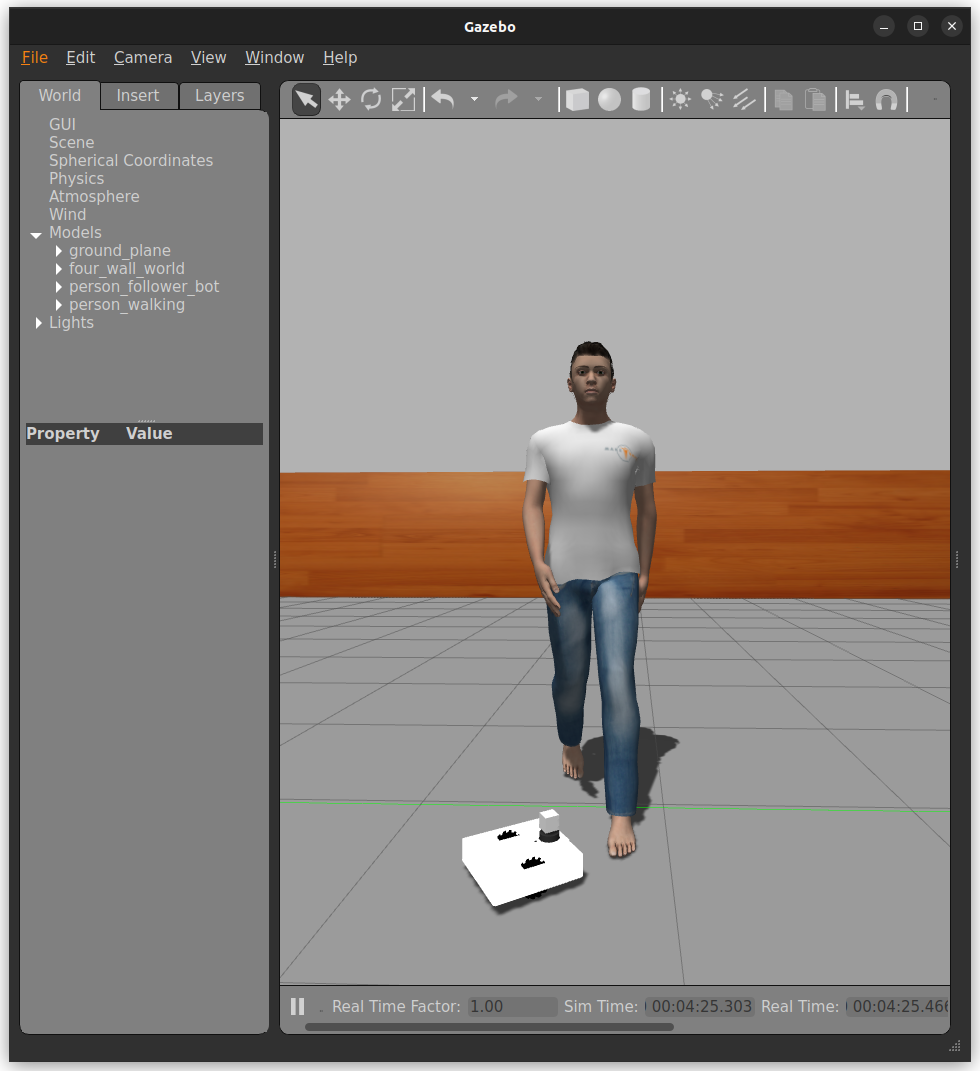 Gazebo
File Edit Camera View Window Help
World Insert Layers
GUI
Scene
Spherical Coordinates
Physics
Atmosphere
Wind
Models
ground_plane
four_wall_world
person_follower_bot
person_walking
Lights
Property Value
Real Time Factor: 1.00 Sim Time: 00:04:25.303 Real Time: 00:04:25.466